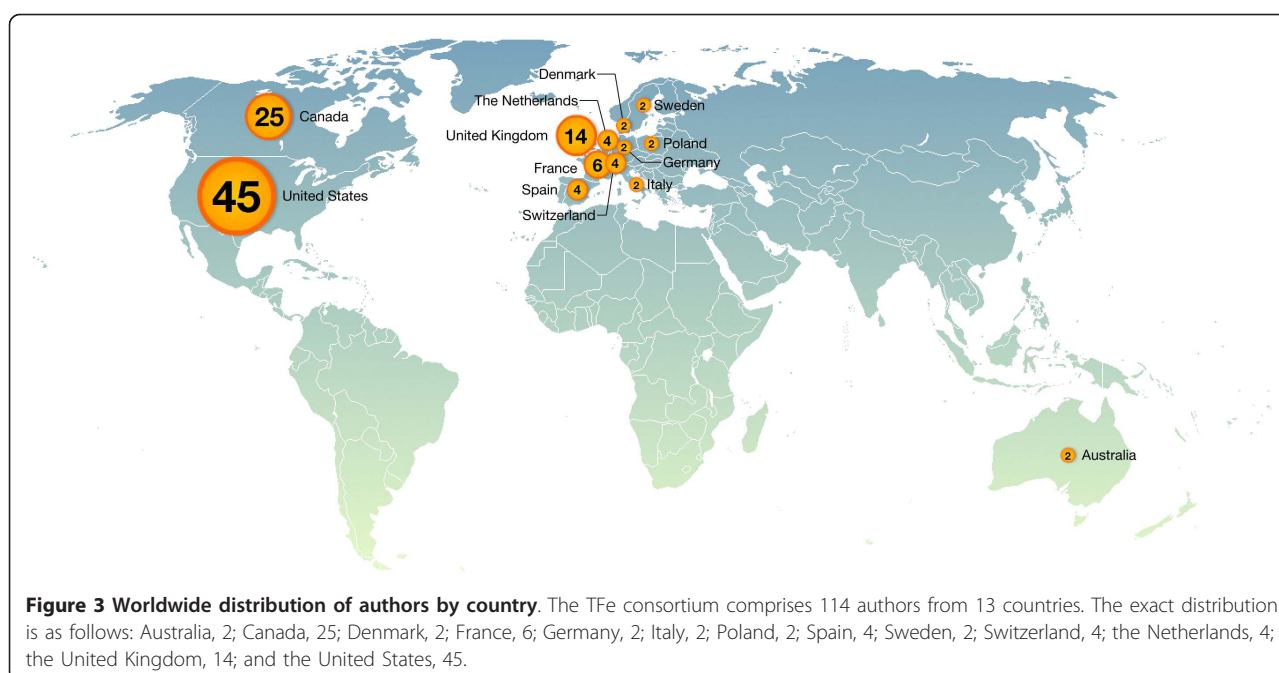 Denmark
2 Sweden
The Netherlands
25 Canada
United Kingdom 14
4
2
2 Poland
2
Germany
France 6
4
45 United States
Spain 4
2 Italy
Switzerland
2 Australia
Figure 3 Worldwide distribution of authors by country. The TFe consortium comprises 114 authors from 13 countries. The exact distribution
is as follows: Australia, 2; Canada, 25; Denmark, 2; France, 6; Germany, 2; Italy, 2; Poland, 2; Spain, 4; Sweden, 2; Switzerland, 4; the Netherlands, 4;
the United Kingdom, 14; and the United States, 45.